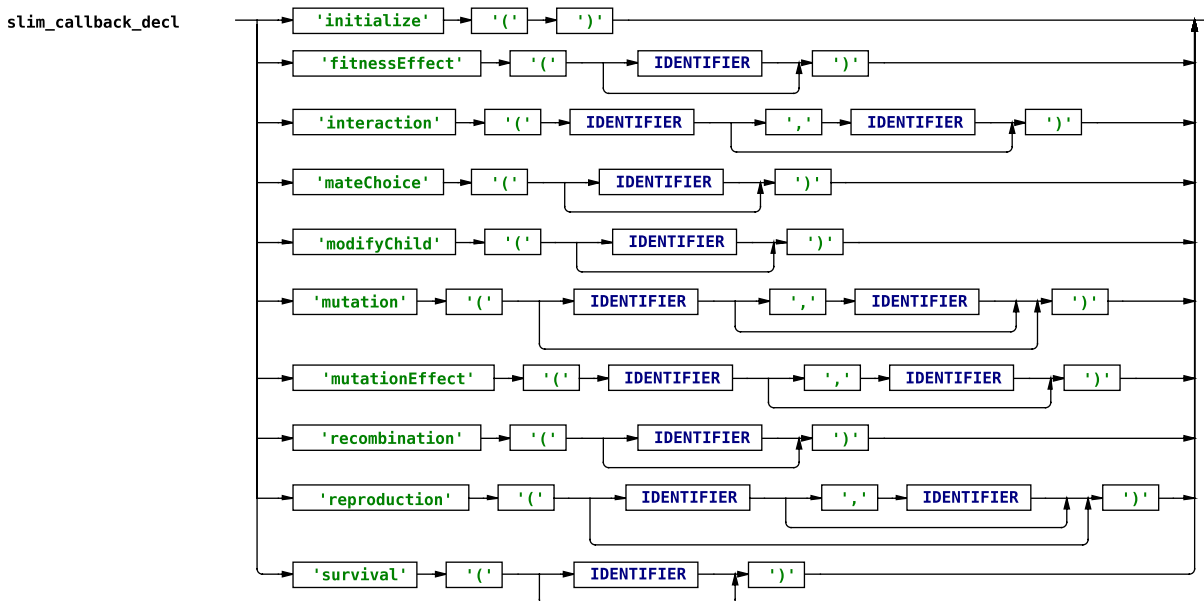 slim_callback_decl 'initialize' '(' ')'
'fitnessEffect' '(' IDENTIFIER ')'
'interaction' '(' IDENTIFIER ',' IDENTIFIER ')'
'mateChoice' '(' IDENTIFIER ')'
'modifyChild' '(' IDENTIFIER ')'
'mutation' '(' IDENTIFIER ',' IDENTIFIER ')'
'mutationEffect' '(' IDENTIFIER ',' IDENTIFIER ')'
'recombination' '(' IDENTIFIER ')'
'reproduction' '(' IDENTIFIER ',' IDENTIFIER ')'
'survival' '(' IDENTIFIER ')'